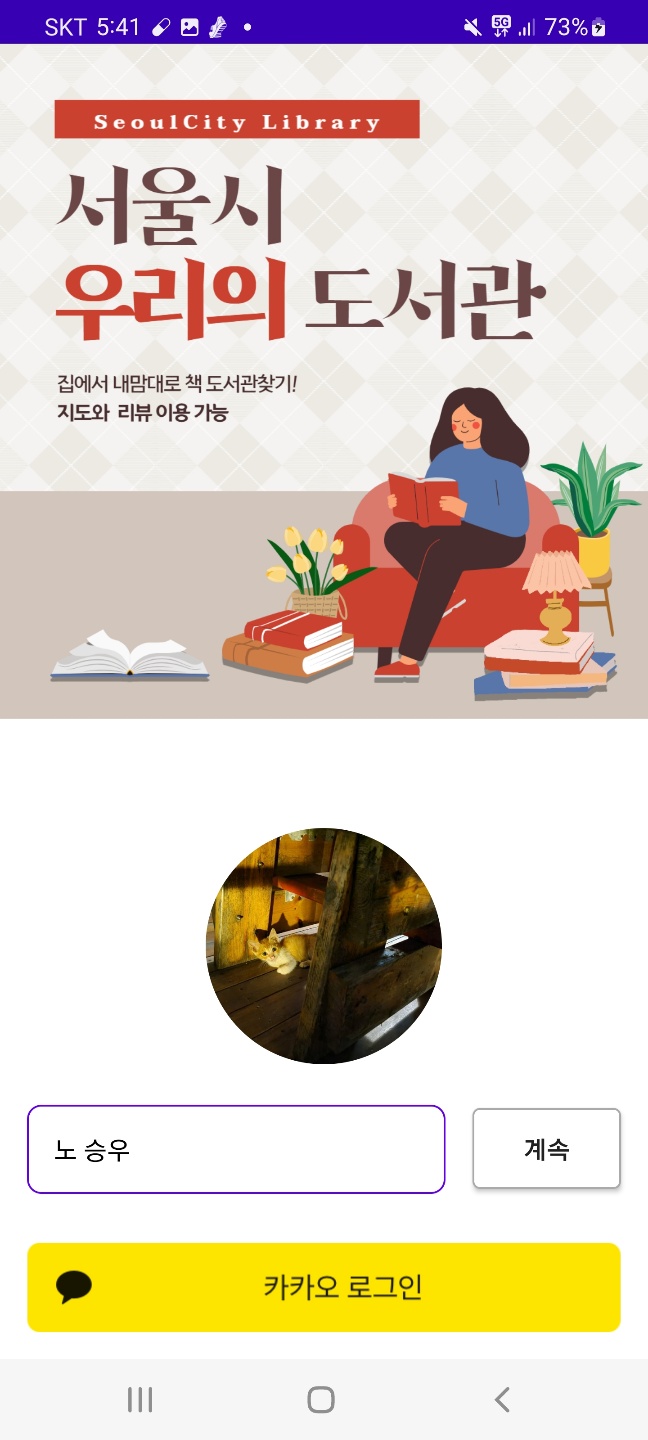 SKT 5:41
5G 73%
SeoulCity Library
서울시
우리의 도서관
집에서 내맘대로 책 도서관찾기!
지도와 리뷰 이용 가능
노 승우
계속
카카오 로그인